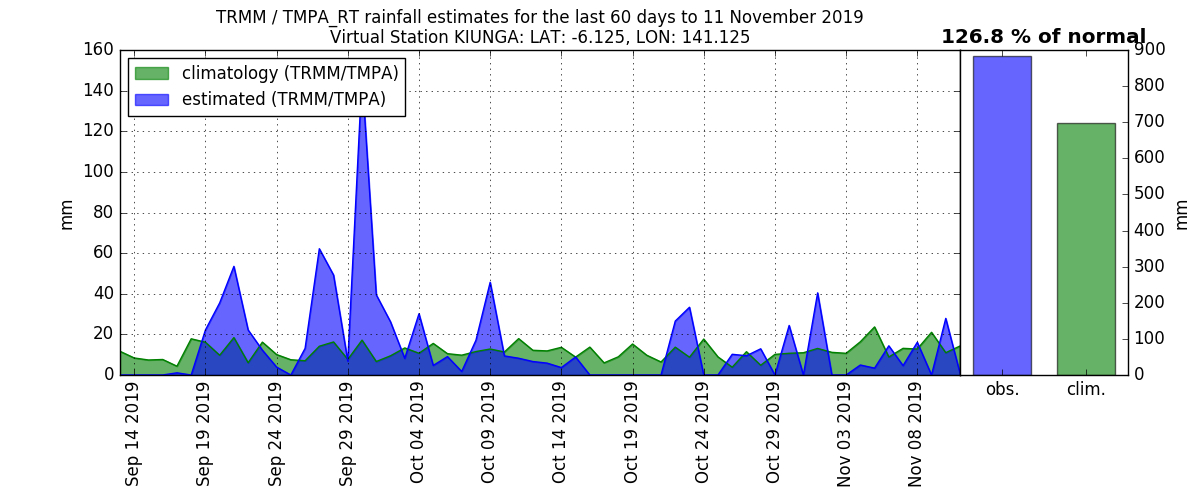 TRMM / TMPA_RT rainfall estimates for the last 60 days to 11 November 2019
Virtual Station KIUNGA: LAT: -6.125, LON: 141.125
126.8 % of normal
climatology (TRMM/TMPA)
estimated (TRMM/TMPA)
mm
160
140
120
100
80
60
40
20
0
Sep 14 2019
Sep 19 2019
Sep 24 2019
Sep 29 2019
Oct 04 2019
Oct 09 2019
Oct 14 2019
Oct 19 2019
Oct 24 2019
Oct 29 2019
Nov 03 2019
Nov 08 2019
900
800
700
600
500
400
300
200
100
0
mm
obs.
clim.